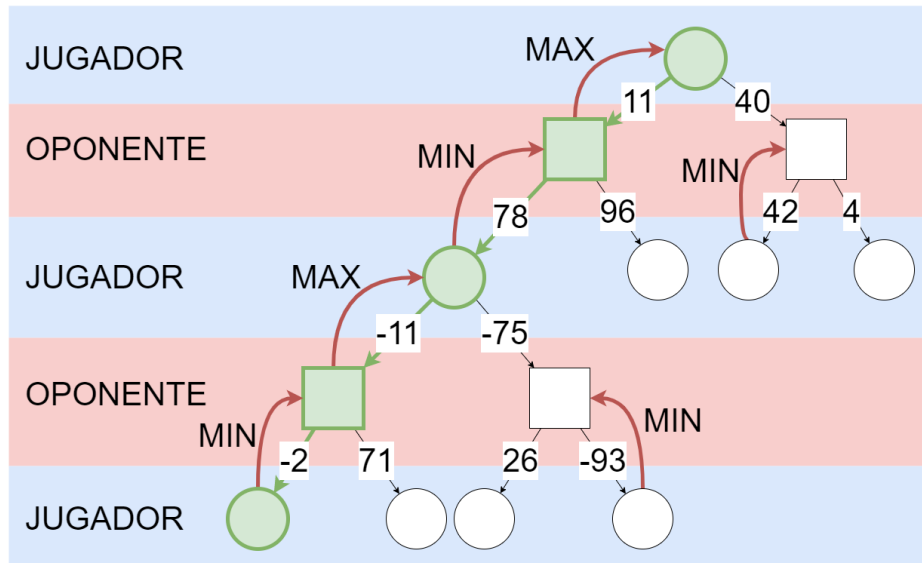 JUGADOR
MAX
11
40
OPONENTE
MIN
MIN
78
96
42
4
JUGADOR
MAX
-11
-75
OPONENTE
MIN
MIN
-2
71
26
-93
JUGADOR